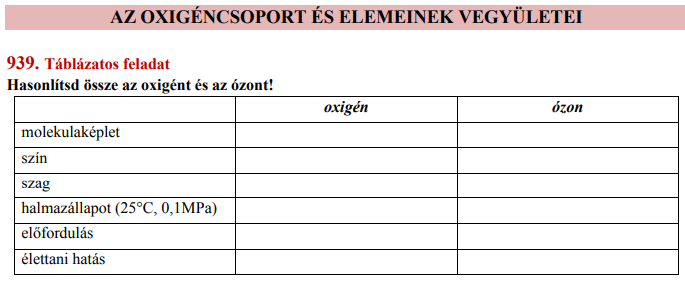 AZ OXIGÉNCSOPORT ÉS ELEMEINEK VEGYÜLETEI
939. Táblázatos feladat
Hasonlítsd össze az oxigént és az ózont!
oxigén ózon
molekulaképlet
szín
szag
halmazállapot (25°C, 0,1MPa)
előfordulás
élettani hatás